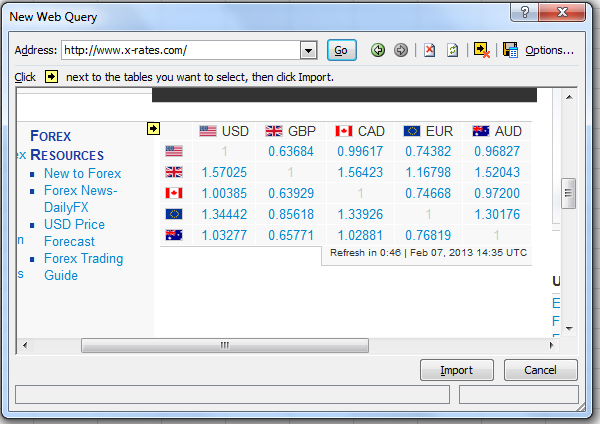 New Web Query
Address: http://www.x-rates.com/ Go Options...
Click next to the tables you want to select, then click Import.
FOREX
RESOURCES
New to Forex
Forex News-
DailyFX
USD Price
Forecast
Forex Trading
Guide
USD GBP CAD EUR AUD
1 0.63684 0.99617 0.74382 0.96827
1.57025 1 1.56423 1.16798 1.52043
1.00385 0.63929 1 0.74668 0.97200
1.34442 0.85618 1.33926 1 1.30176
1.03277 0.65771 1.02881 0.76819 1
Refresh in 0:46 | Feb 07, 2013 14:35 UTC
Import Cancel